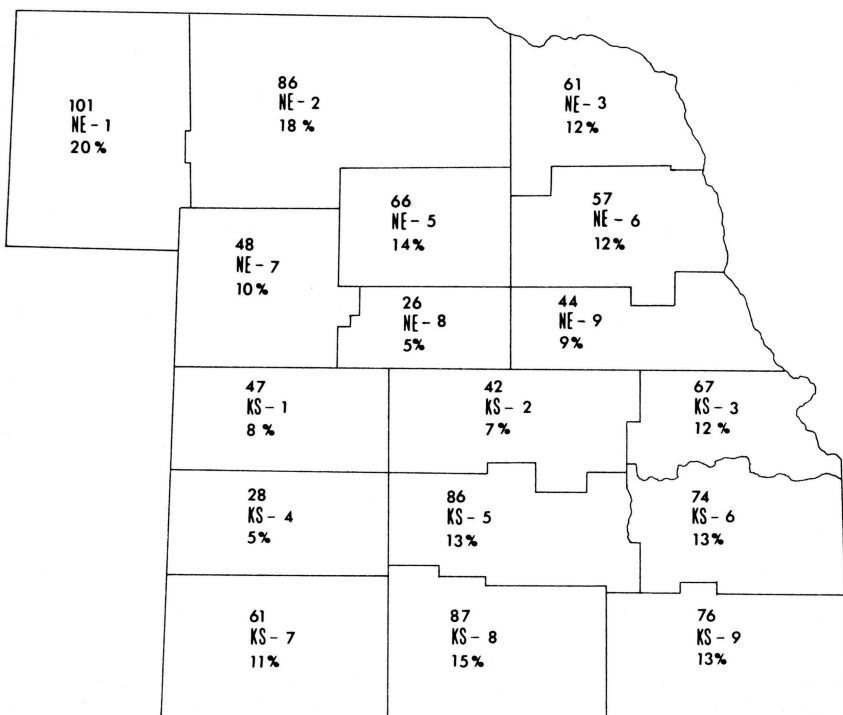 101
NE - 1
20%
86
NE - 2
18%
61
NE - 3
12%
66
NE - 5
14%
57
NE - 6
12%
48
NE - 7
10%
26
NE - 8
5%
44
NE - 9
9%
47
KS - 1
8%
42
KS - 2
7%
67
KS - 3
12%
28
KS - 4
5%
86
KS - 5
13%
74
KS - 6
13%
61
KS - 7
11%
87
KS - 8
15%
76
KS - 9
13%